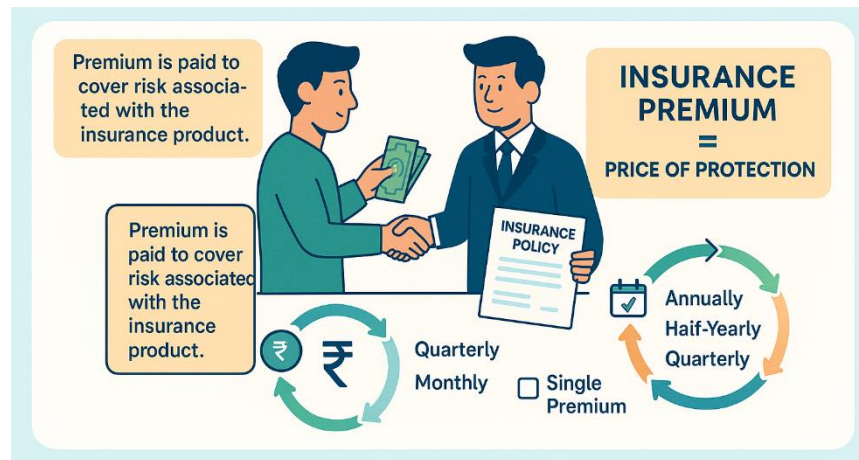 Premium is paid to
cover risk associa-
ted with the
insurance product.
INSURANCE
PREMIUM
=
PRICE OF PROTECTION
Premium is
paid to cover
risk associated
with the
insurance
product.
INSURANCE
POLICY
₹
₹
Quarterly
Monthly
Single
Premium
Annually
Half-Yearly
Quarterly